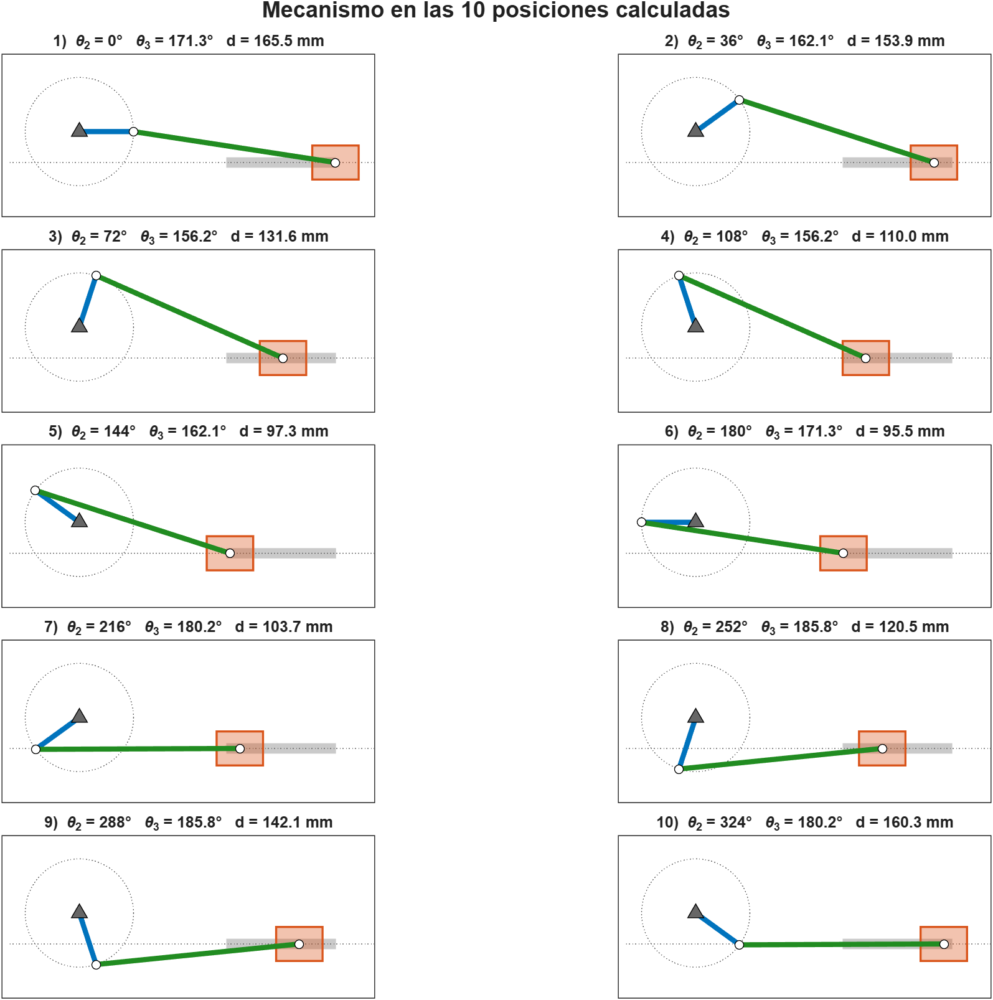 Mecanismo en las 10 posiciones calculadas
1) θ₂ = 0° θ₃ = 171.3° d = 165.5 mm
2) θ₂ = 36° θ₃ = 162.1° d = 153.9 mm
3) θ₂ = 72° θ₃ = 156.2° d = 131.6 mm
4) θ₂ = 108° θ₃ = 156.2° d = 110.0 mm
5) θ₂ = 144° θ₃ = 162.1° d = 97.3 mm
6) θ₂ = 180° θ₃ = 171.3° d = 95.5 mm
7) θ₂ = 216° θ₃ = 180.2° d = 103.7 mm
8) θ₂ = 252° θ₃ = 185.8° d = 120.5 mm
9) θ₂ = 288° θ₃ = 185.8° d = 142.1 mm
10) θ₂ = 324° θ₃ = 180.2° d = 160.3 mm